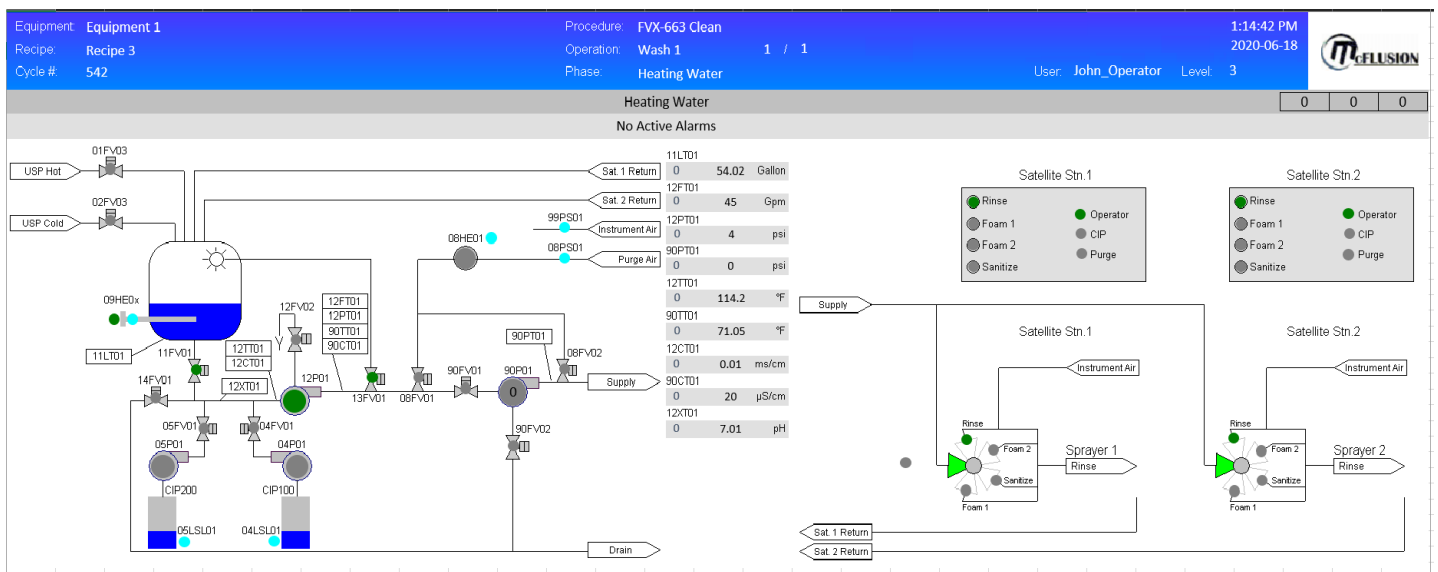 Equipment: Equipment 1
Procedure: FVX-663 Clean
1:14:42 PM
Recipe: Recipe 3
Operation: Wash 1 1 / 1
2020-06-18
Cycle #: 542
Phase: Heating Water
User: John_Operator Level: 3
McFLUSION
Heating Water
0 0 0
No Active Alarms
01FV03
USP Hot
02FV03
USP Cold
Sat. 1 Return
Sat. 2 Return
99PS01
Instrument Air
08HE01
08PS01
Purge Air
11LT01
0 54.02 Gallon
12FT01
0 45 Gpm
12PT01
0 4 psi
90PT01
0 0 psi
12TT01
0 114.2 °F
90TT01
0 71.05 °F
12CT01
0 0.01 ms/cm
90CT01
0 20 µS/cm
12XT01
0 7.01 pH
09HE0x
11LT01
11FV01
12TT01
12CT01
12XT01
12FV02
12FT01
12PT01
90TT01
90CT01
12P01
13FV01
08FV01
90FV01
90P01
0
90PT01
08FV02
Supply
14FV01
05FV01
04FV01
05P01
04P01
90FV02
CIP200
CIP100
05LSL01
04LSL01
Drain
Satellite Stn.1
Rinse
Foam 1
Foam 2
Sanitize
Operator
CIP
Purge
Satellite Stn.2
Rinse
Foam 1
Foam 2
Sanitize
Operator
CIP
Purge
Supply
Satellite Stn.1
Instrument Air
Rinse
Foam 2
Sanitize
Foam 1
Sprayer 1
Rinse
Satellite Stn.2
Instrument Air
Rinse
Foam 2
Sanitize
Foam 1
Sprayer 2
Rinse
Sat. 1 Return
Sat. 2 Return